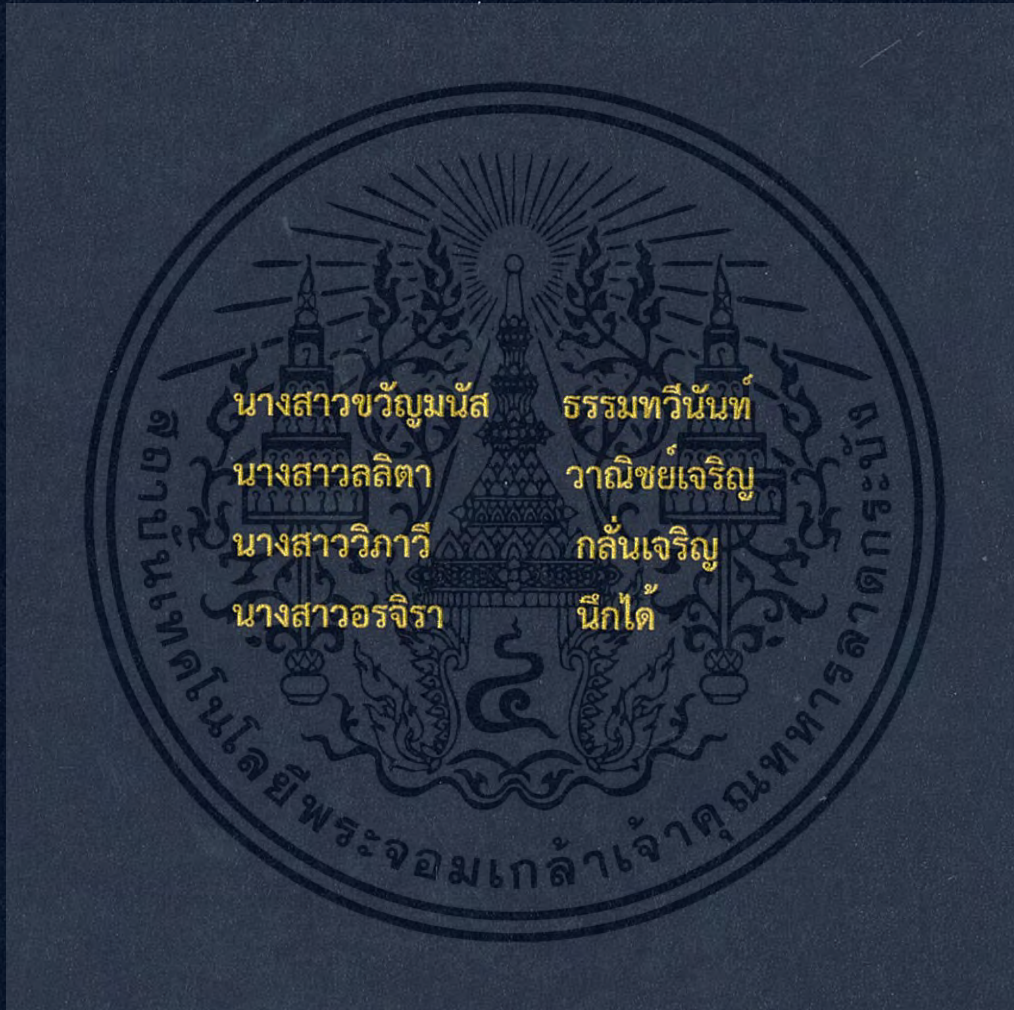 นางสาวขวัญมนัส ธรรมทวีนันท์
นางสาวลลิตา วาณิชย์เจริญ
นางสาววิภาวี กลั่นเจริญ
นางสาวอรจิรา นึกได้
๔
สถาบันเทคโนโลยีพระจอมเกล้าเจ้าคุณทหารลาดกระบัง